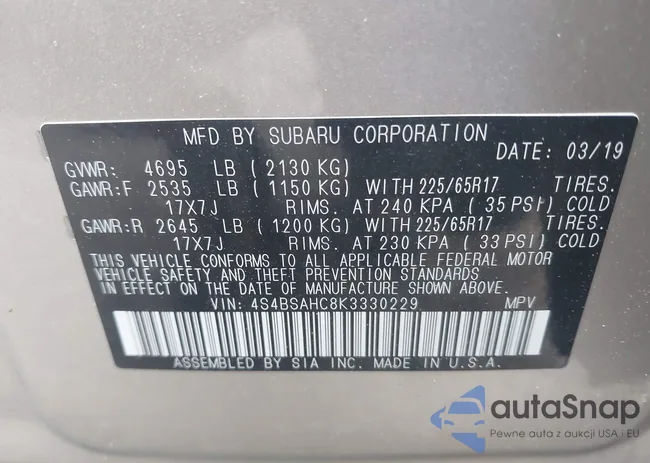 MFD BY SUBARU CORPORATION
DATE: 03/19
GVWR: 4695 LB (2130 KG)
GAWR:F 2535 LB (1150 KG) WITH 225/65R17 TIRES.
17X7J RIMS. AT 240 KPA (35 PSI) COLD
GAWR:R 2645 LB (1200 KG) WITH 225/65R17 TIRES.
17X7J RIMS. AT 230 KPA (33 PSI) COLD
THIS VEHICLE CONFORMS TO ALL APPLICABLE FEDERAL MOTOR
VEHICLE SAFETY AND THEFT PREVENTION STANDARDS
IN EFFECT ON THE DATE OF MANUFACTURE SHOWN ABOVE.
VIN: 4S4BSAHC8K3330229 MPV
ASSEMBLED BY SIA INC. MADE IN U.S.A.
autaSnap
Pewne auta z aukcji USA i EU